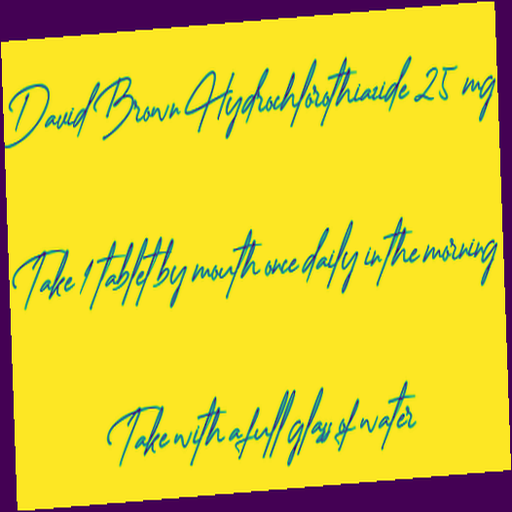 David Brown Hydrochlorothiazide 25 mg
Take 1 tablet by mouth once daily in the morning
Take with a full glass of water